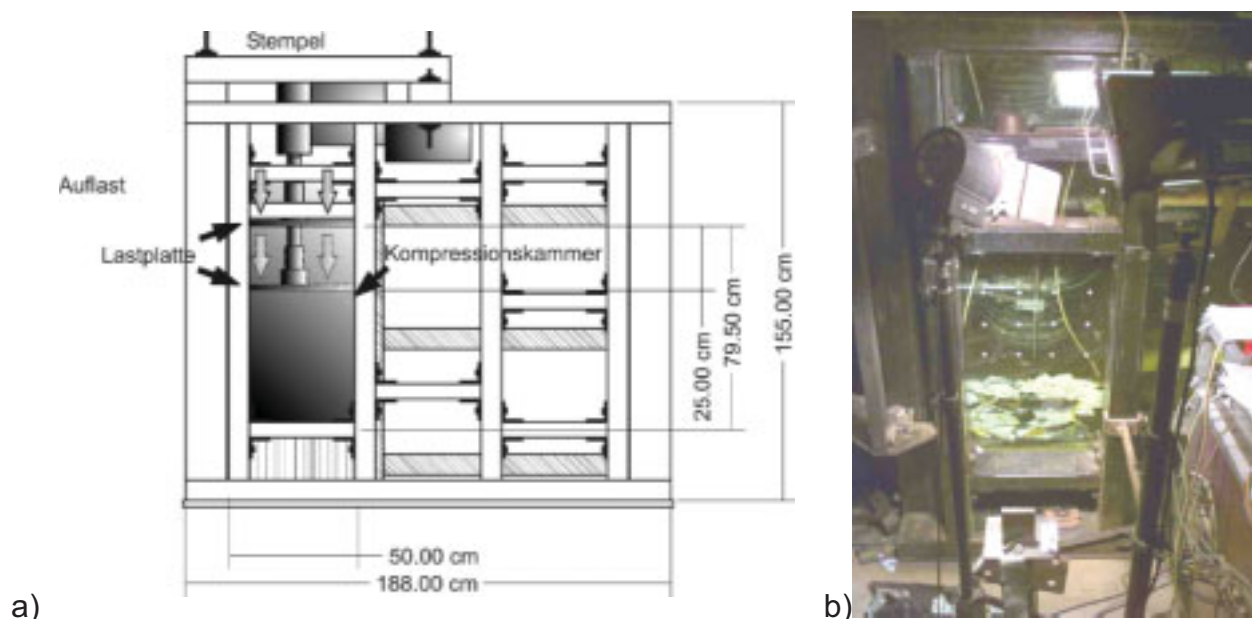 Stempel
Auflast
Lastplatte
Kompressionskammer
25.00 cm
79.50 cm
155.00 cm
50.00 cm
188.00 cm
a)
b)